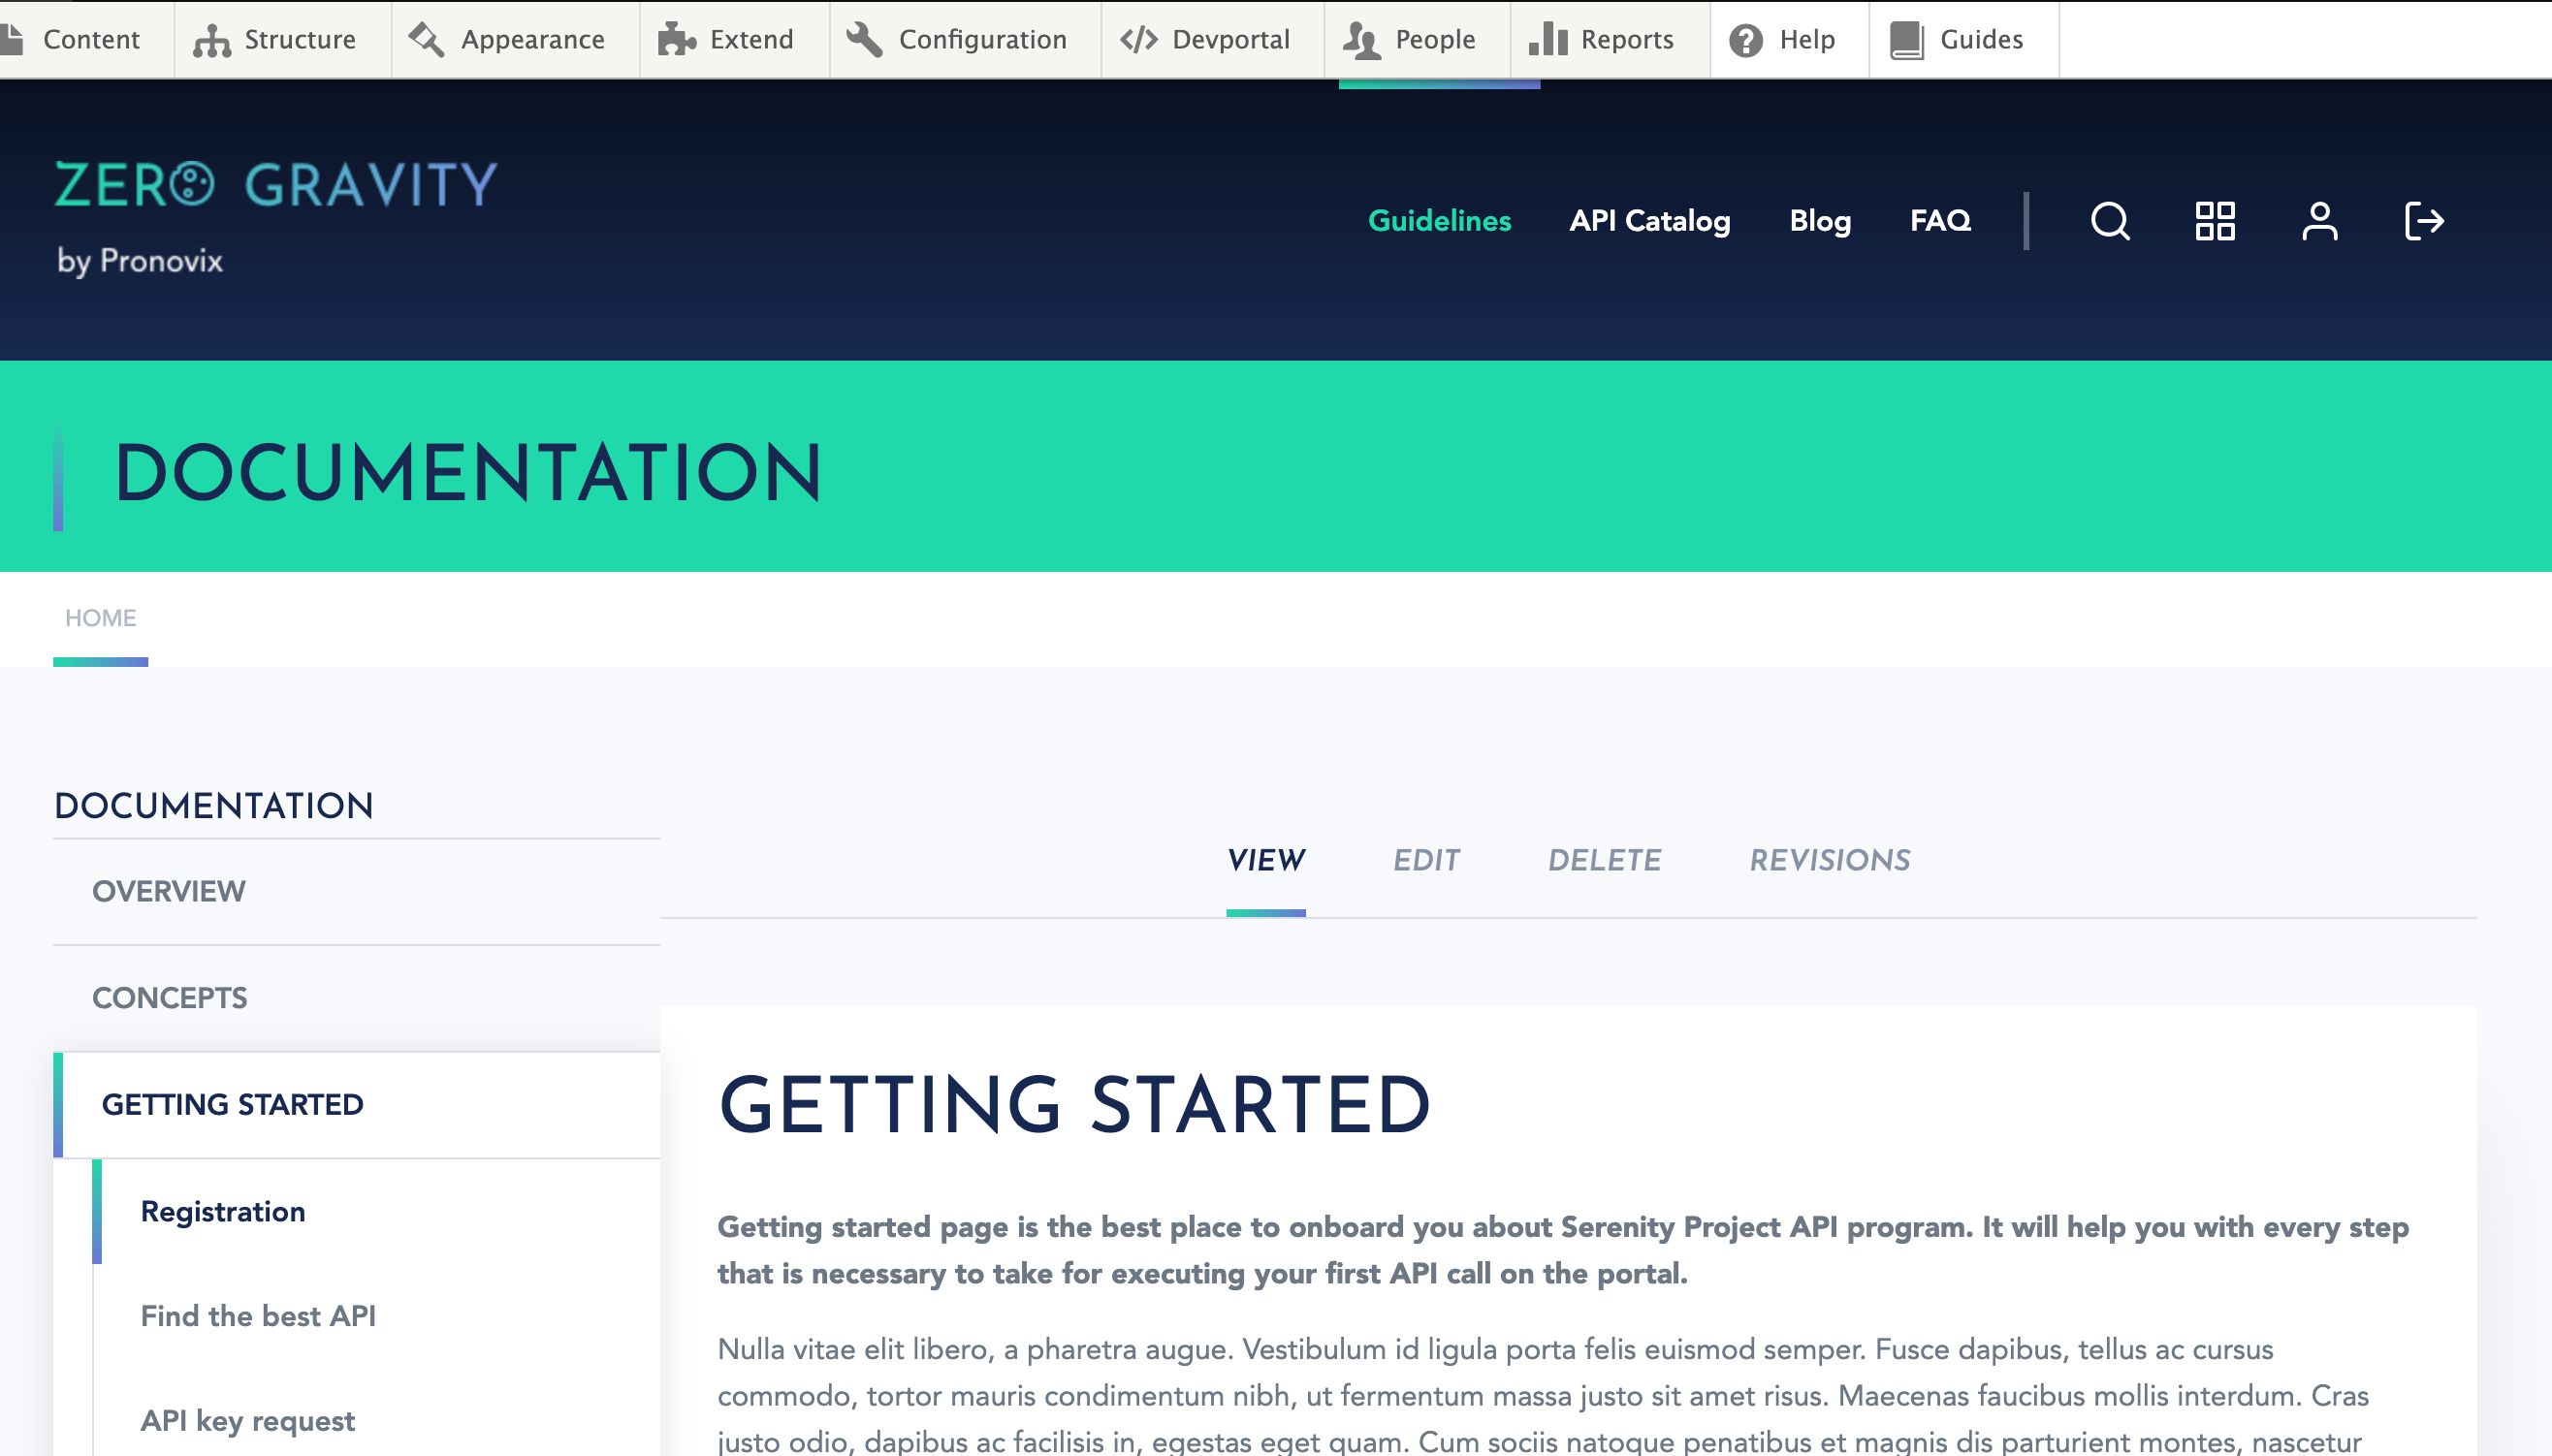 Content
Structure
Appearance
Extend
Configuration
Devportal
People
Reports
Help
Guides
ZERO GRAVITY
by Pronovix
Guidelines
API Catalog
Blog
FAQ
DOCUMENTATION
HOME
DOCUMENTATION
OVERVIEW
CONCEPTS
GETTING STARTED
Registration
Find the best API
API key request
VIEW
EDIT
DELETE
REVISIONS
GETTING STARTED
Getting started page is the best place to onboard you about Serenity Project API program. It will help you with every step
that is necessary to take for executing your first API call on the portal.
Nulla vitae elit libero, a pharetra augue. Vestibulum id ligula porta felis euismod semper. Fusce dapibus, tellus ac cursus
commodo, tortor mauris condimentum nibh, ut fermentum massa justo sit amet risus. Maecenas faucibus mollis interdum. Cras
justo odio, dapibus ac facilisis in, egestas eget quam. Cum sociis natoque penatibus et magnis dis parturient montes, nascetur